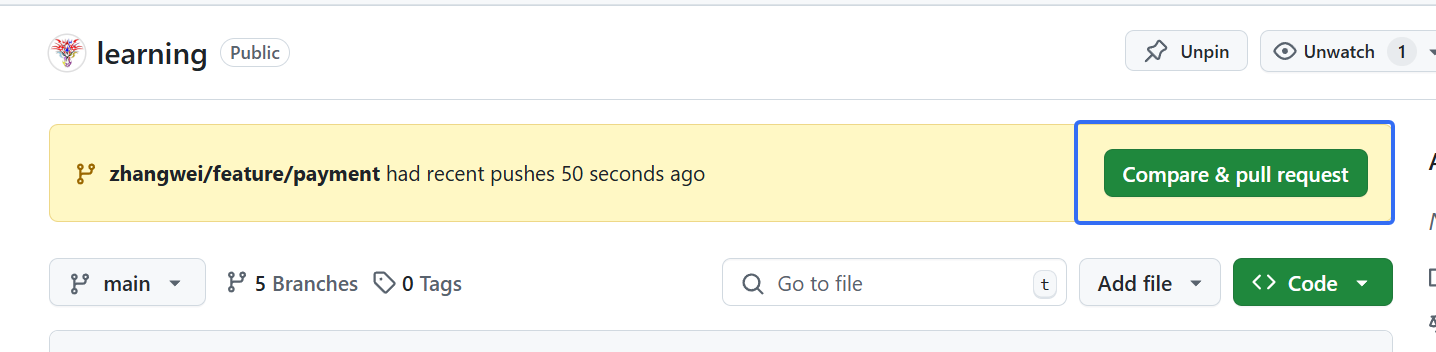 learning Public Unpin Unwatch 1
zhangwei/feature/payment had recent pushes 50 seconds ago Compare & pull request
main 5 Branches 0 Tags Go to file t Add file Code